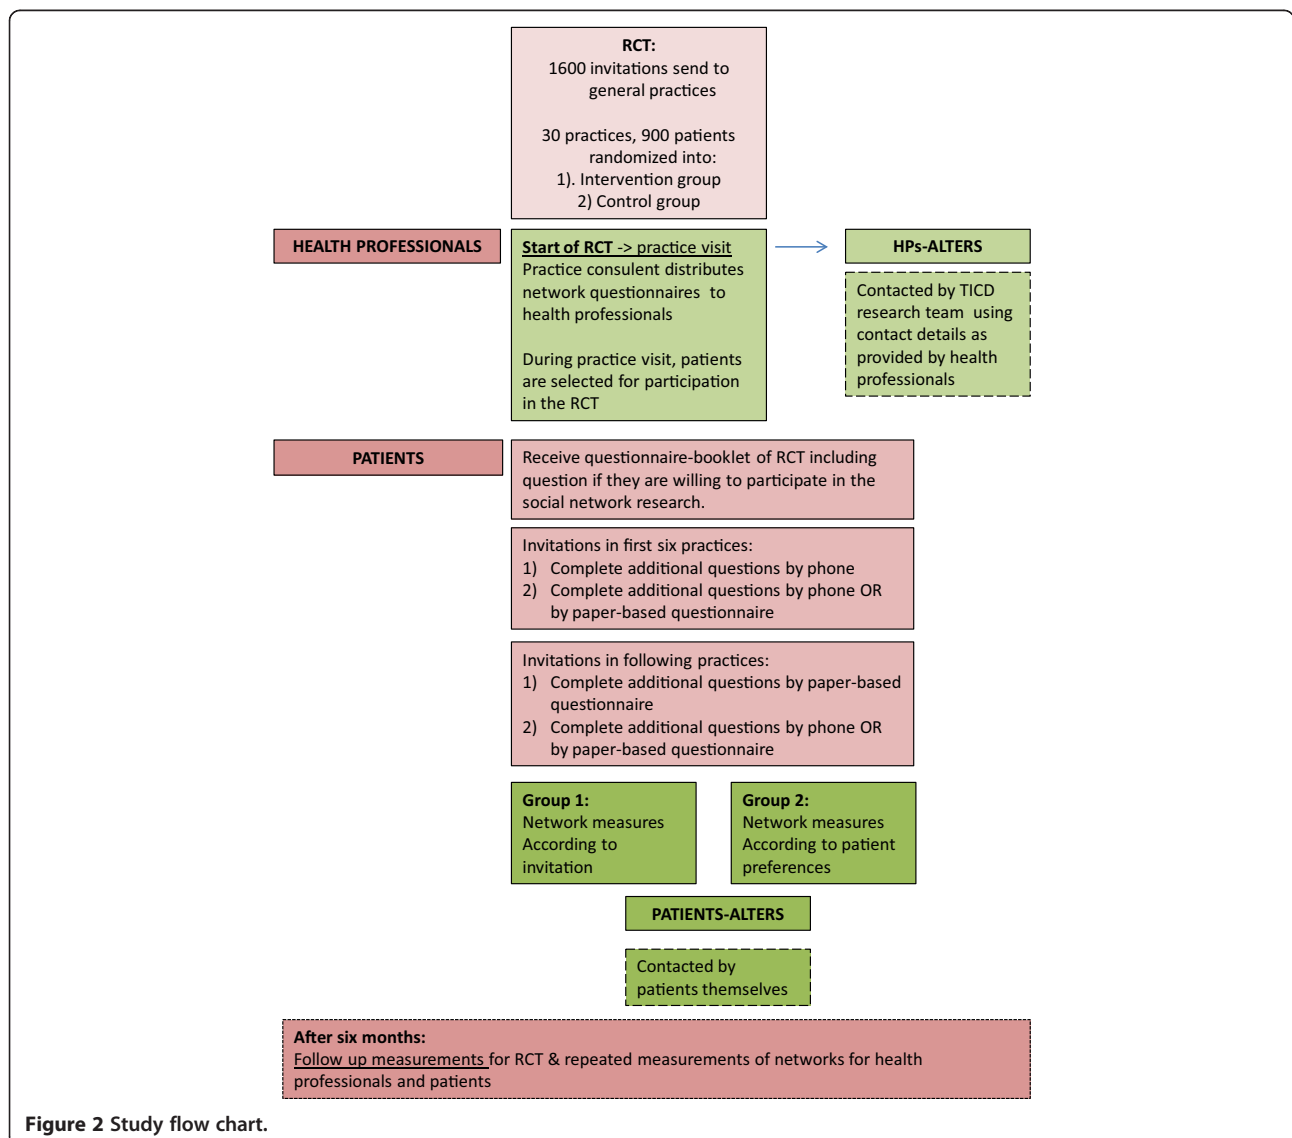 RCT:
1600 invitations send to
general practices
30 practices, 900 patients
randomized into:
1). Intervention group
2) Control group
HEALTH PROFESSIONALS
Start of RCT -> practice visit
Practice consulent distributes
network questionnaires to
health professionals
During practice visit, patients
are selected for participation
in the RCT
HPs-ALTERS
Contacted by TICD
research team using
contact details as
provided by health
professionals
PATIENTS
Receive questionnaire-booklet of RCT including
question if they are willing to participate in the
social network research.
Invitations in first six practices:
1) Complete additional questions by phone
2) Complete additional questions by phone OR
by paper-based questionnaire
Invitations in following practices:
1) Complete additional questions by paper-based
questionnaire
2) Complete additional questions by phone OR
by paper-based questionnaire
Group 1:
Network measures
According to
invitation
Group 2:
Network measures
According to patient
preferences
PATIENTS-ALTERS
Contacted by
patients themselves
After six months:
Follow up measurements for RCT & repeated measurements of networks for health
professionals and patients
Figure 2 Study flow chart.